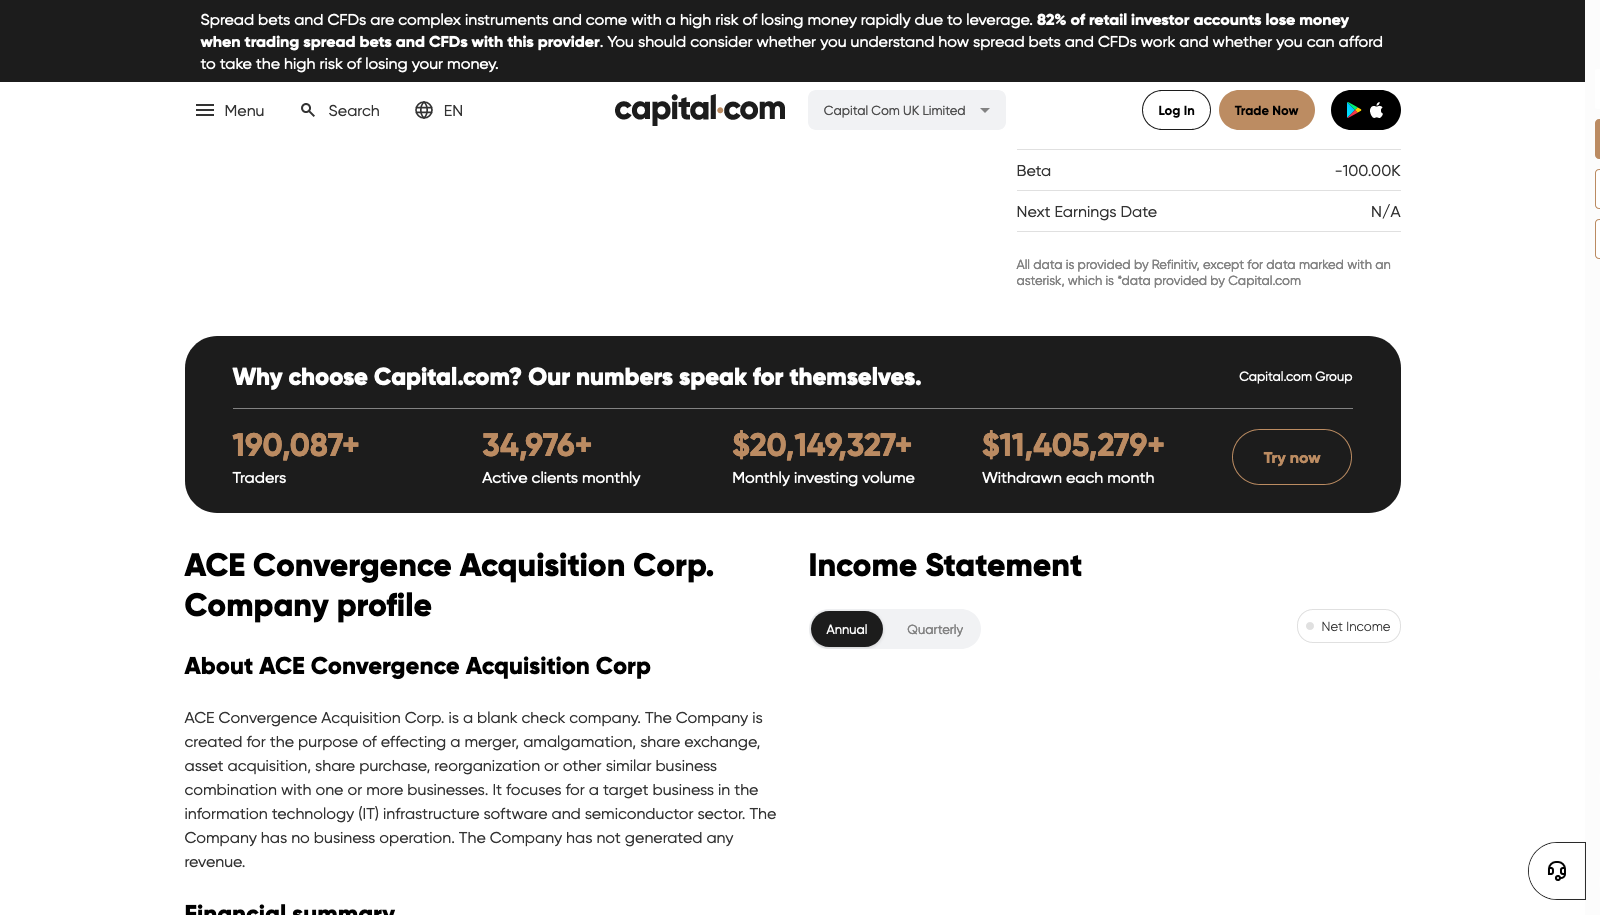 Spread bets and CFDs are complex instruments and come with a high risk of losing money rapidly due to leverage. 82% of retail investor accounts lose money
when trading spread bets and CFDs with this provider. You should consider whether you understand how spread bets and CFDs work and whether you can afford
to take the high risk of losing your money.
Menu Search EN capital.com Capital Com UK Limited Log In Trade Now
Beta -100.00K
Next Earnings Date N/A
All data is provided by Refinitiv, except for data marked with an
asterisk, which is *data provided by Capital.com
Why choose Capital.com? Our numbers speak for themselves. Capital.com Group
190,087+ 34,976+ $20,149,327+ $11,405,279+ Try now
Traders Active clients monthly Monthly investing volume Withdrawn each month
ACE Convergence Acquisition Corp.
Company profile
About ACE Convergence Acquisition Corp
ACE Convergence Acquisition Corp. is a blank check company. The Company is
created for the purpose of effecting a merger, amalgamation, share exchange,
asset acquisition, share purchase, reorganization or other similar business
combination with one or more businesses. It focuses for a target business in the
information technology (IT) infrastructure software and semiconductor sector. The
Company has no business operation. The Company has not generated any
revenue.
Financial summary
Income Statement
Annual Quarterly Net Income